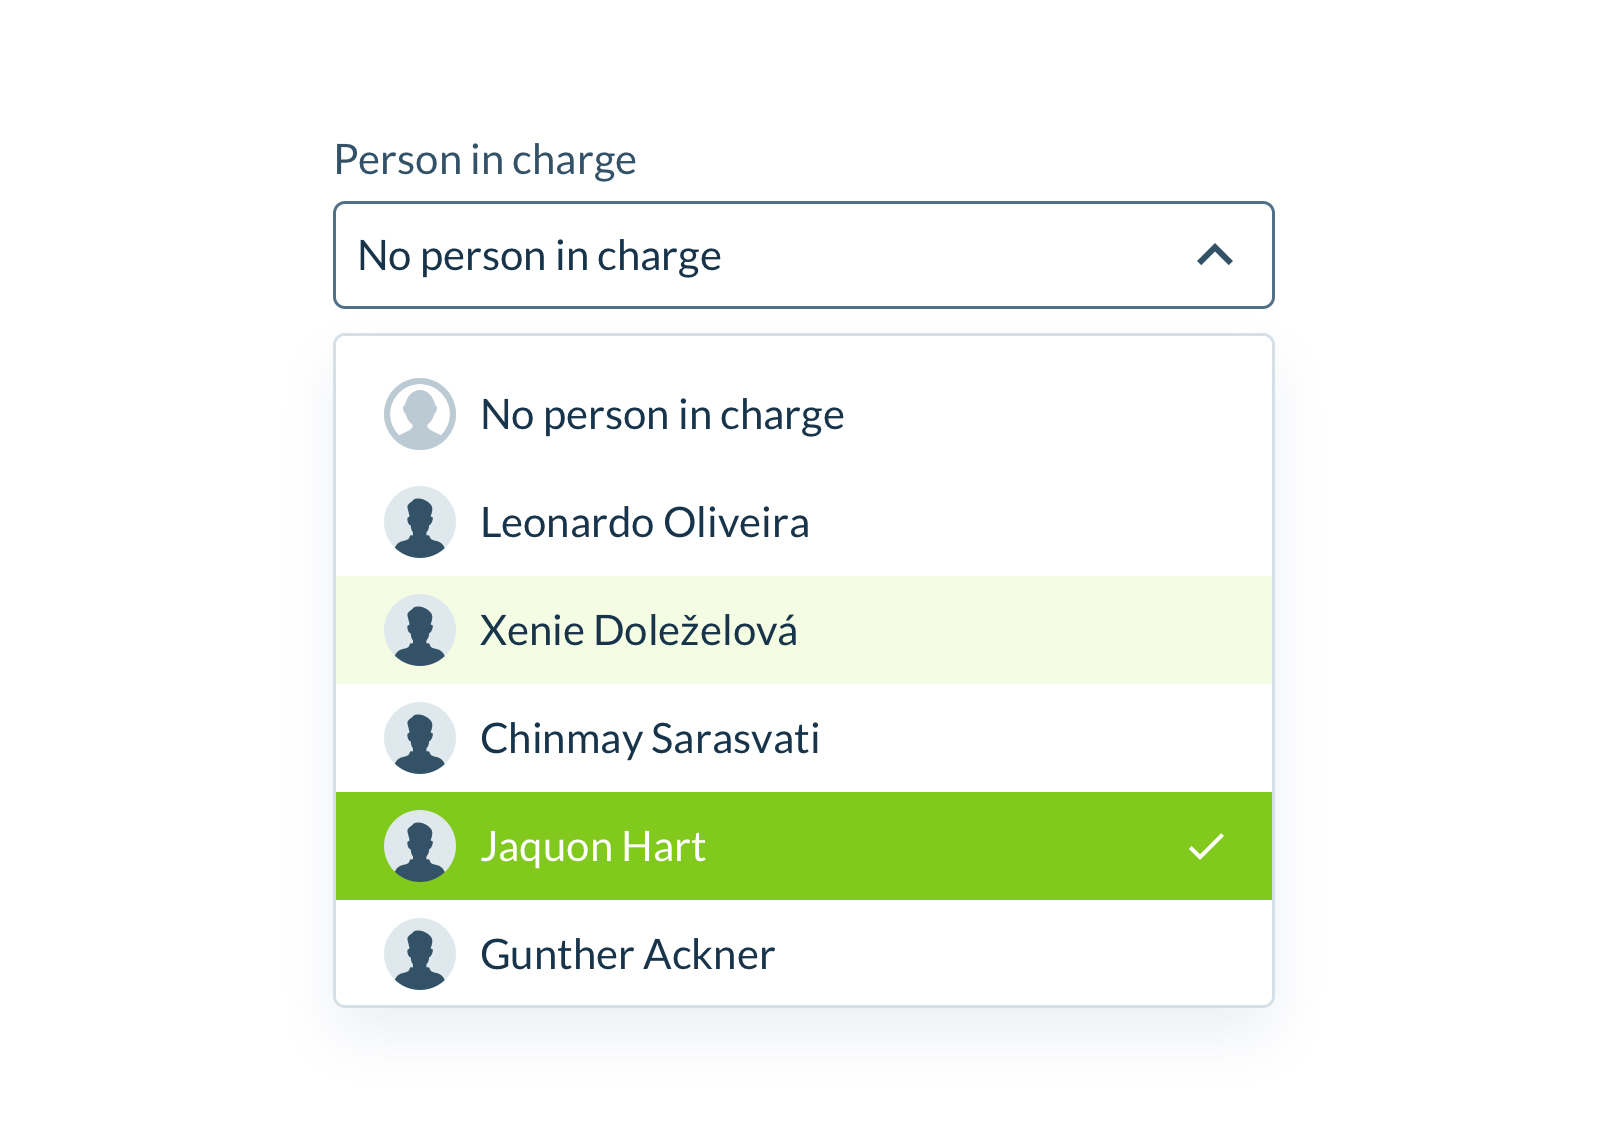 Person in charge
No person in charge
No person in charge
Leonardo Oliveira
Xenie Doleželová
Chinmay Sarasvati
Jaquon Hart
Gunther Ackner